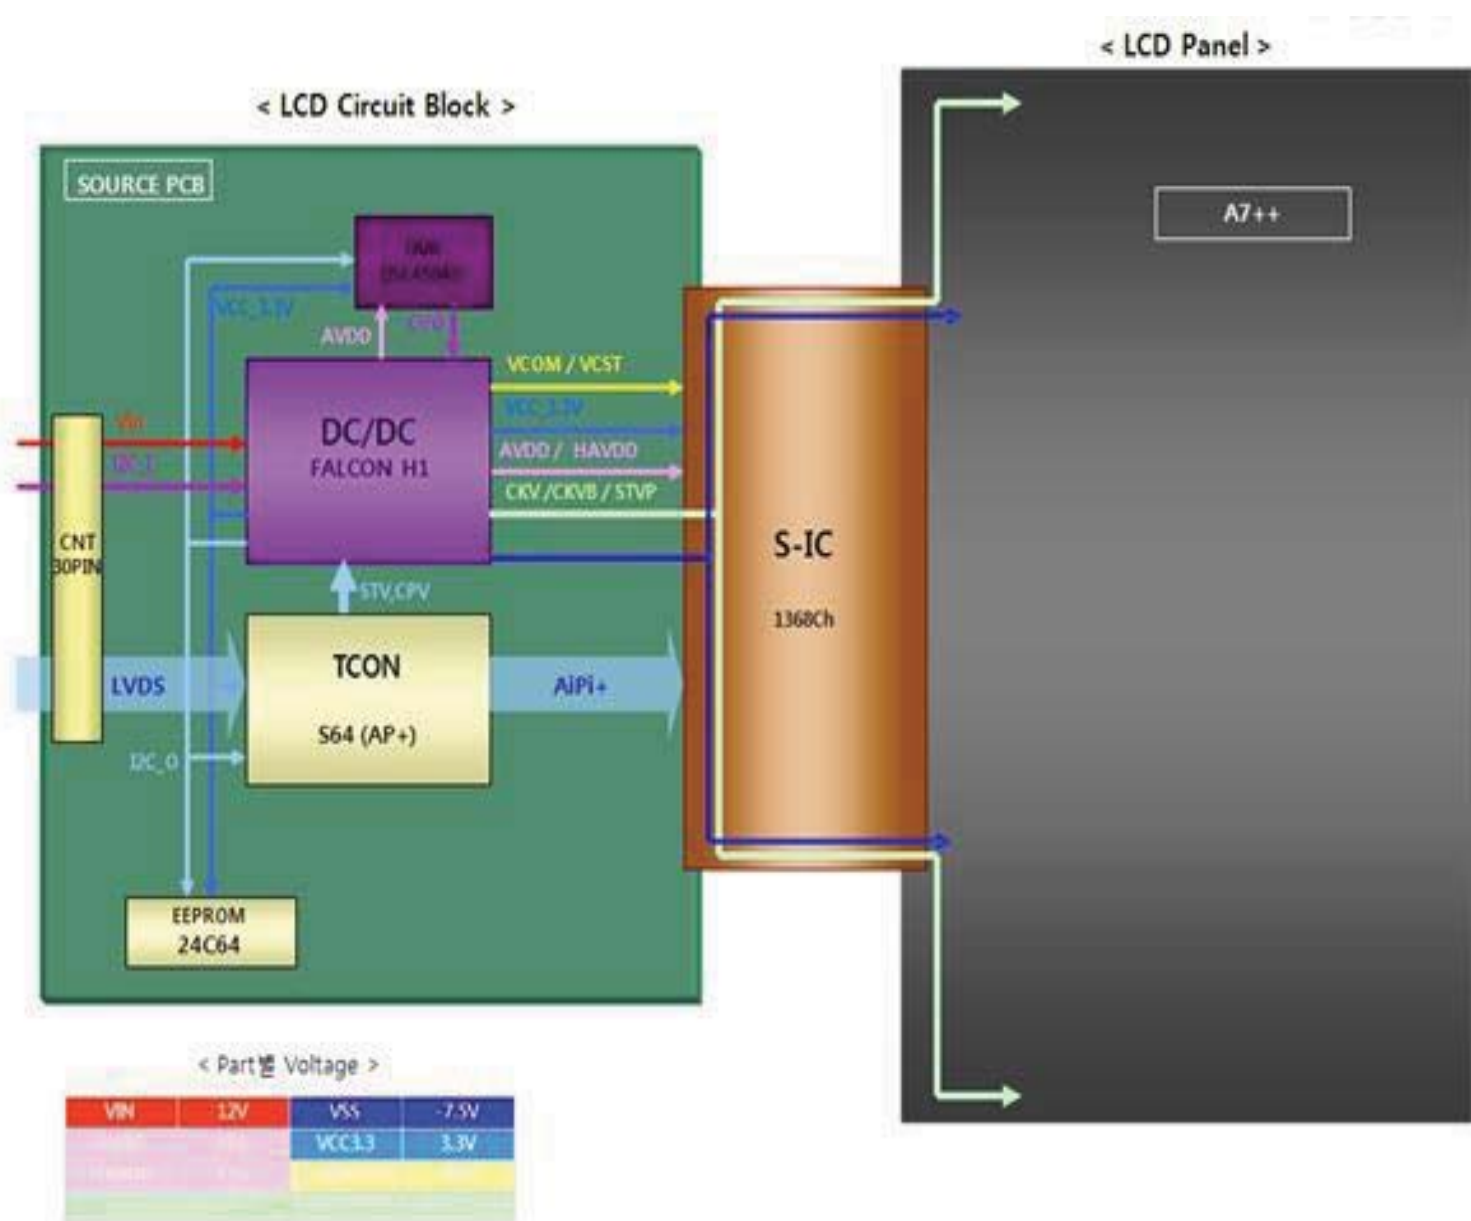 < LCD Panel >
< LCD Circuit Block >
SOURCE PCB
A7++
VCC_3.3V
AVDD
VCOM / VCST
Vin
DC/DC
VCC_3.3V
FALCON H1
AVDD / HAVDD
CKV /CKVB / STVP
CNT
30PIN
S-IC
STV,CPV
1368Ch
TCON
LVDS
AiPi+
S64 (AP+)
I2C_O
EEPROM
24C64
< Part별 Voltage >
VIN 12V VSS -7.5V
VCC3.3 3.3V